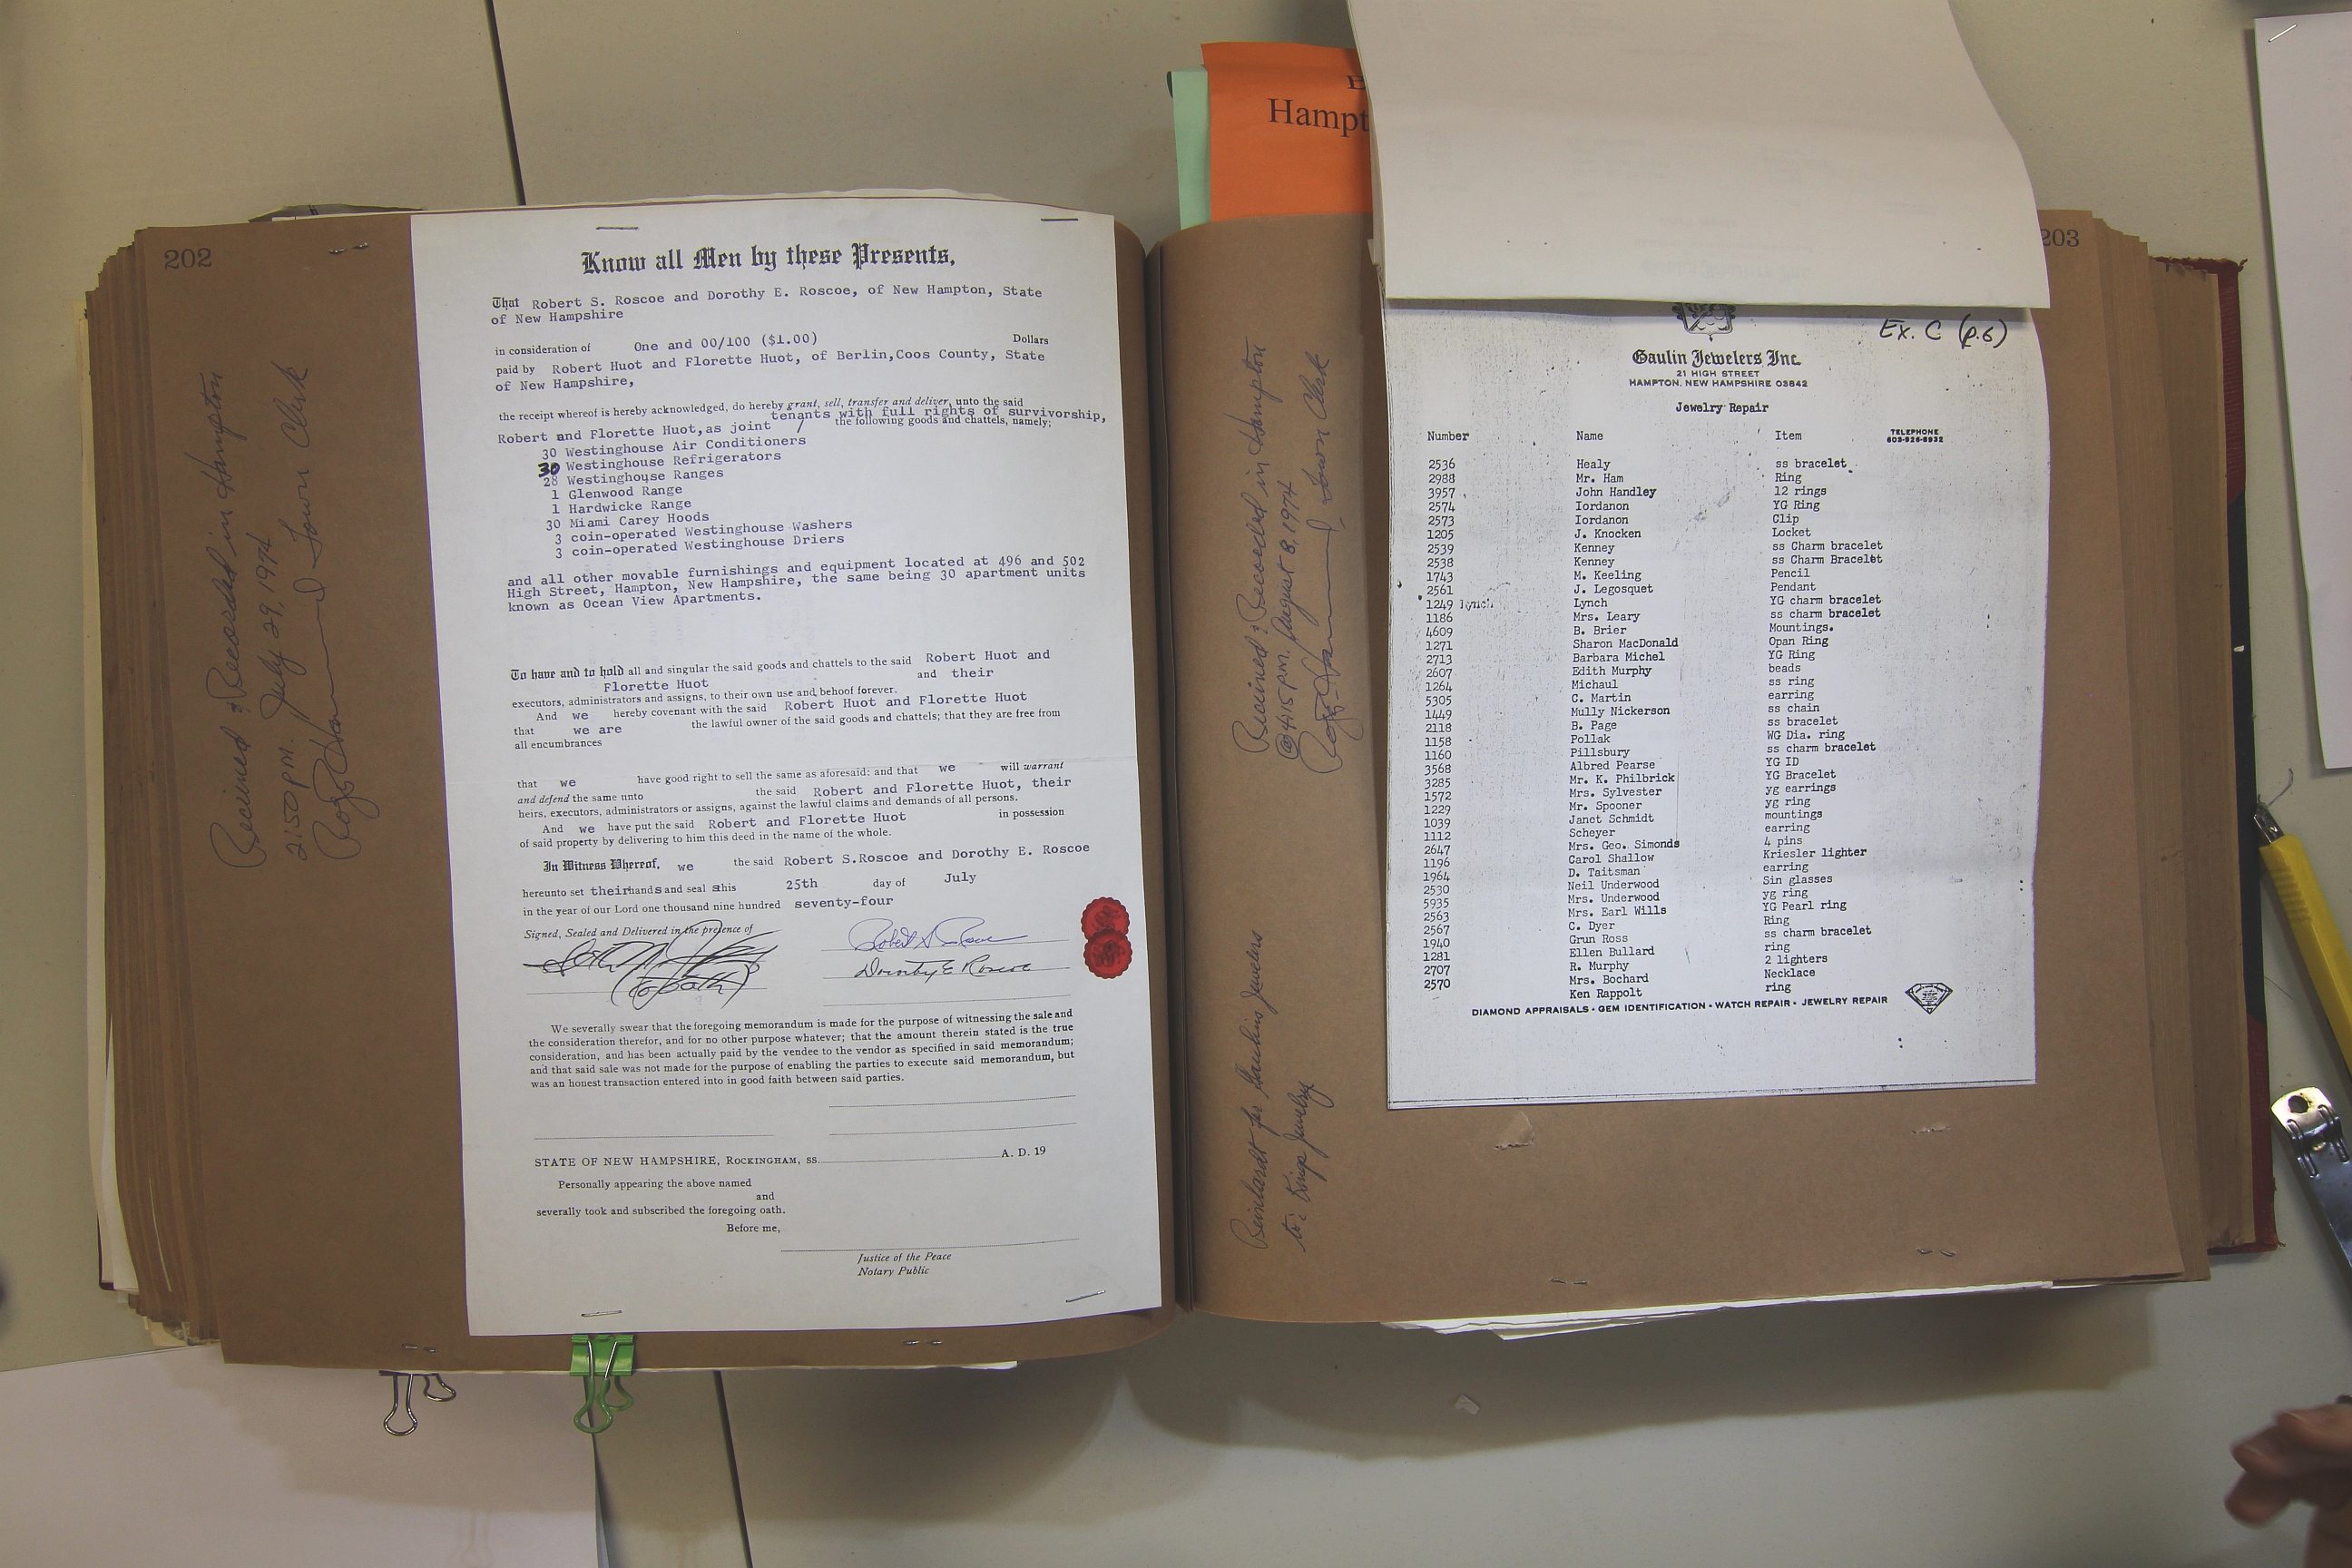 202
Received & Recorded in Hampton
2:50 p.m. July 29, 1974
Town Clerk
Know all Men by these Presents,
That Robert S. Roscoe and Dorothy E. Roscoe, of New Hampton, State
of New Hampshire
in consideration of One and 00/100 ($1.00) Dollars
paid by Robert Huot and Florette Huot, of Berlin,Coos County, State
of New Hampshire,
the receipt whereof is hereby acknowledged, do hereby grant, sell, transfer and deliver, unto the said
tenants with full rights of survivorship,
Robert and Florette Huot,as joint / the following goods and chattels, namely;
30 Westinghouse Air Conditioners
30 Westinghouse Refrigerators
28 Westinghouse Ranges
1 Glenwood Range
1 Hardwicke Range
30 Miami Carey Hoods
3 coin-operated Westinghouse Washers
3 coin-operated Westinghouse Driers
and all other movable furnishings and equipment located at 496 and 502
High Street, Hampton, New Hampshire, the same being 30 apartment units
known as Ocean View Apartments.
To have and to hold all and singular the said goods and chattels to the said Robert Huot and
Florette Huot and their
executors, administrators and assigns, to their own use and behoof forever.
And we hereby covenant with the said Robert Huot and Florette Huot
that we are the lawful owner of the said goods and chattels; that they are free from
all encumbrances
that we have good right to sell the same as aforesaid: and that we will warrant
and defend the same unto the said Robert and Florette Huot, their
heirs, executors, administrators or assigns, against the lawful claims and demands of all persons.
And we have put the said Robert and Florette Huot in possession
of said property by delivering to him this deed in the name of the whole.
In Witness Whereof, we the said Robert S.Roscoe and Dorothy E. Roscoe
hereunto set their hands and seal s this 25th day of July
in the year of our Lord one thousand nine hundred seventy-four
Signed, Sealed and Delivered in the presence of
Robert S. Roscoe
Dorothy E. Roscoe
(to both)
We severally swear that the foregoing memorandum is made for the purpose of witnessing the sale and
the consideration therefor, and for no other purpose whatever; that the amount therein stated is the true
consideration, and has been actually paid by the vendee to the vendor as specified in said memorandum;
and that said sale was not made for the purpose of enabling the parties to execute said memorandum, but
was an honest transaction entered into in good faith between said parties.
STATE OF NEW HAMPSHIRE, ROCKINGHAM, SS. A. D. 19
Personally appearing the above named
and
severally took and subscribed the foregoing oath.
Before me,
Justice of the Peace
Notary Public
Hampt
203
Received & Recorded in Hampton
@ 4:15 p.m. August 8, 1974
Town Clerk
Reinhardt for Gaulins Jewelers
to: Kings Jewelry
Ex. C (p.6)
Gaulin Jewelers Inc.
21 HIGH STREET
HAMPTON, NEW HAMPSHIRE 03842
Jewelry Repair
TELEPHONE
603-926-6932
Number Name Item
2536 Healy ss bracelet
2988 Mr. Ham Ring
3957 John Handley 12 rings
2574 Iordanon YG Ring
2573 Iordanon Clip
1205 J. Knocken Locket
2539 Kenney ss Charm bracelet
2538 Kenney ss Charm Bracelet
1743 M. Keeling Pencil
2561 J. Legosquet Pendant
1249 lynch Lynch YG charm bracelet
1186 Mrs. Leary ss charm bracelet
4609 B. Brier Mountings.
1271 Sharon MacDonald Opan Ring
2713 Barbara Michel YG Ring
2607 Edith Murphy beads
1264 Michaul ss ring
5305 C. Martin earring
1449 Mully Nickerson ss chain
2118 B. Page ss bracelet
1158 Pollak WG Dia. ring
1160 Pillsbury ss charm bracelet
3568 Albred Pearse YG ID
3285 Mr. K. Philbrick YG Bracelet
1572 Mrs. Sylvester yg earrings
1229 Mr. Spooner yg ring
1039 Janet Schmidt mountings
1112 Scheyer earring
2647 Mrs. Geo. Simonds 4 pins
1196 Carol Shallow Kriesler lighter
1964 D. Taitsman earring
2530 Neil Underwood Sin glasses
5935 Mrs. Underwood yg ring
2563 Mrs. Earl Wills YG Pearl ring
2567 C. Dyer Ring
1940 Grun Ross ss charm bracelet
1281 Ellen Bullard ring
2707 R. Murphy 2 lighters
2570 Mrs. Bochard Necklace
Ken Rappolt ring
DIAMOND APPRAISALS • GEM IDENTIFICATION • WATCH REPAIR • JEWELRY REPAIR